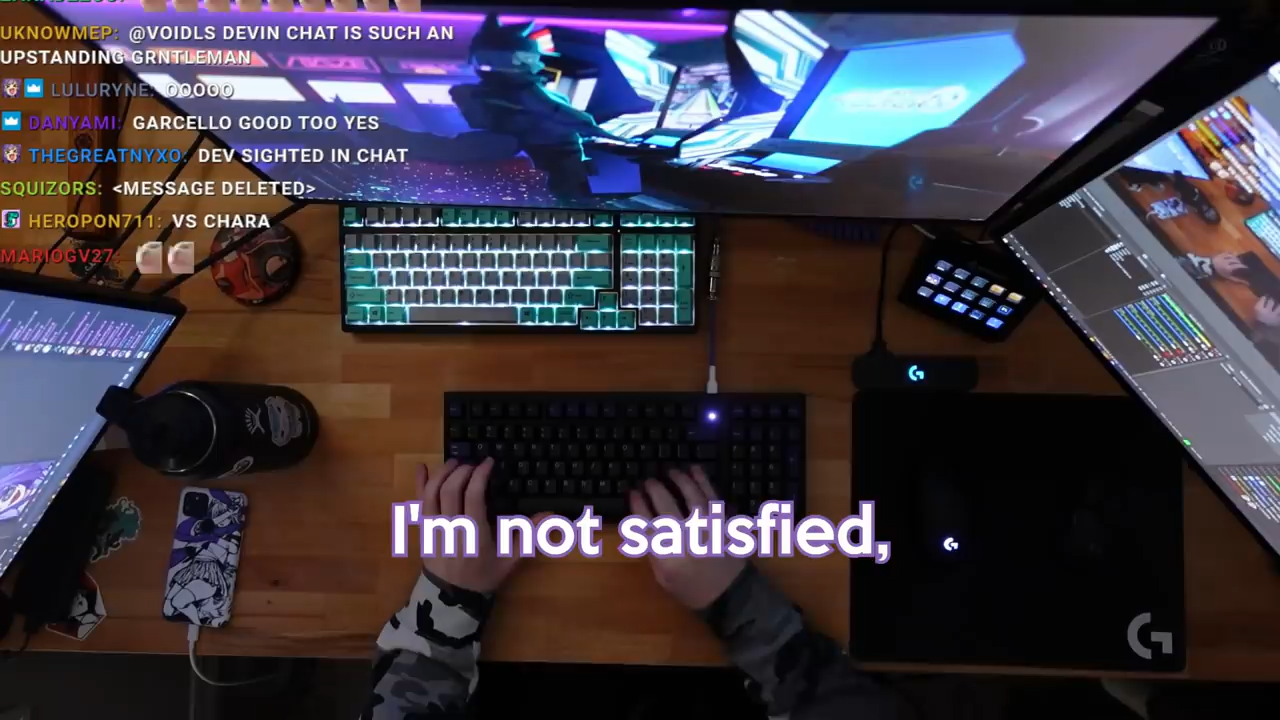 UKNOWMEP: @VOIDLS DEVIN CHAT IS SUCH AN
UPSTANDING GRNTLEMAN
LULURYNE: OQOOO
DANYAMI: GARCELLO GOOD TOO YES
THEGREATNYXO: DEV SIGHTED IN CHAT
SQUIZORS: <MESSAGE DELETED>
HEROPON711: VS CHARA
MARIOGV27:
I'm not satisfied,